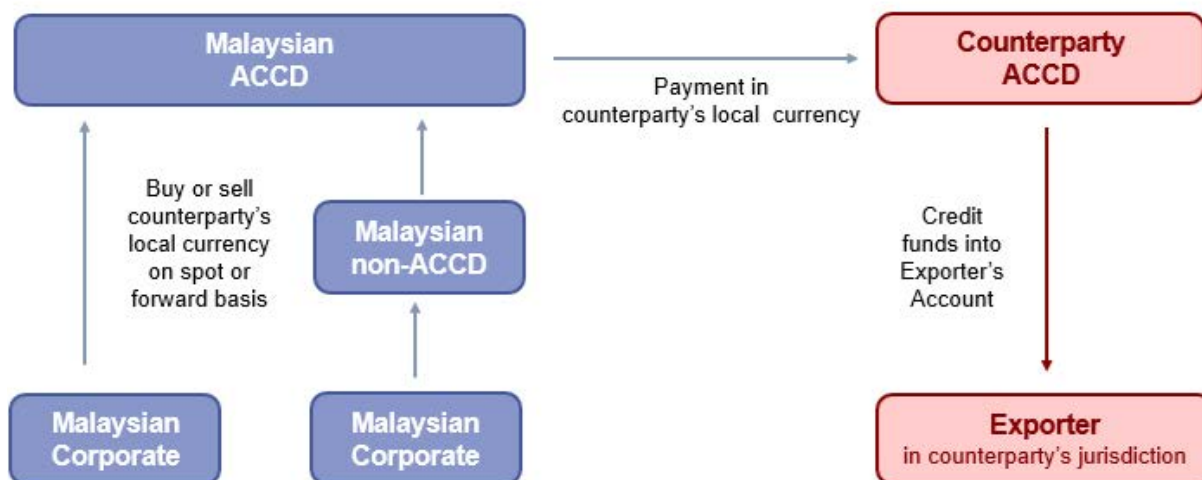 Malaysian
ACCD
Payment in
counterparty's local currency
Counterparty
ACCD
Buy or sell
counterparty's
local currency
on spot or
forward basis
Malaysian
non-ACCD
Credit
funds into
Exporter's
Account
Malaysian
Corporate
Malaysian
Corporate
Exporter
in counterparty's jurisdiction